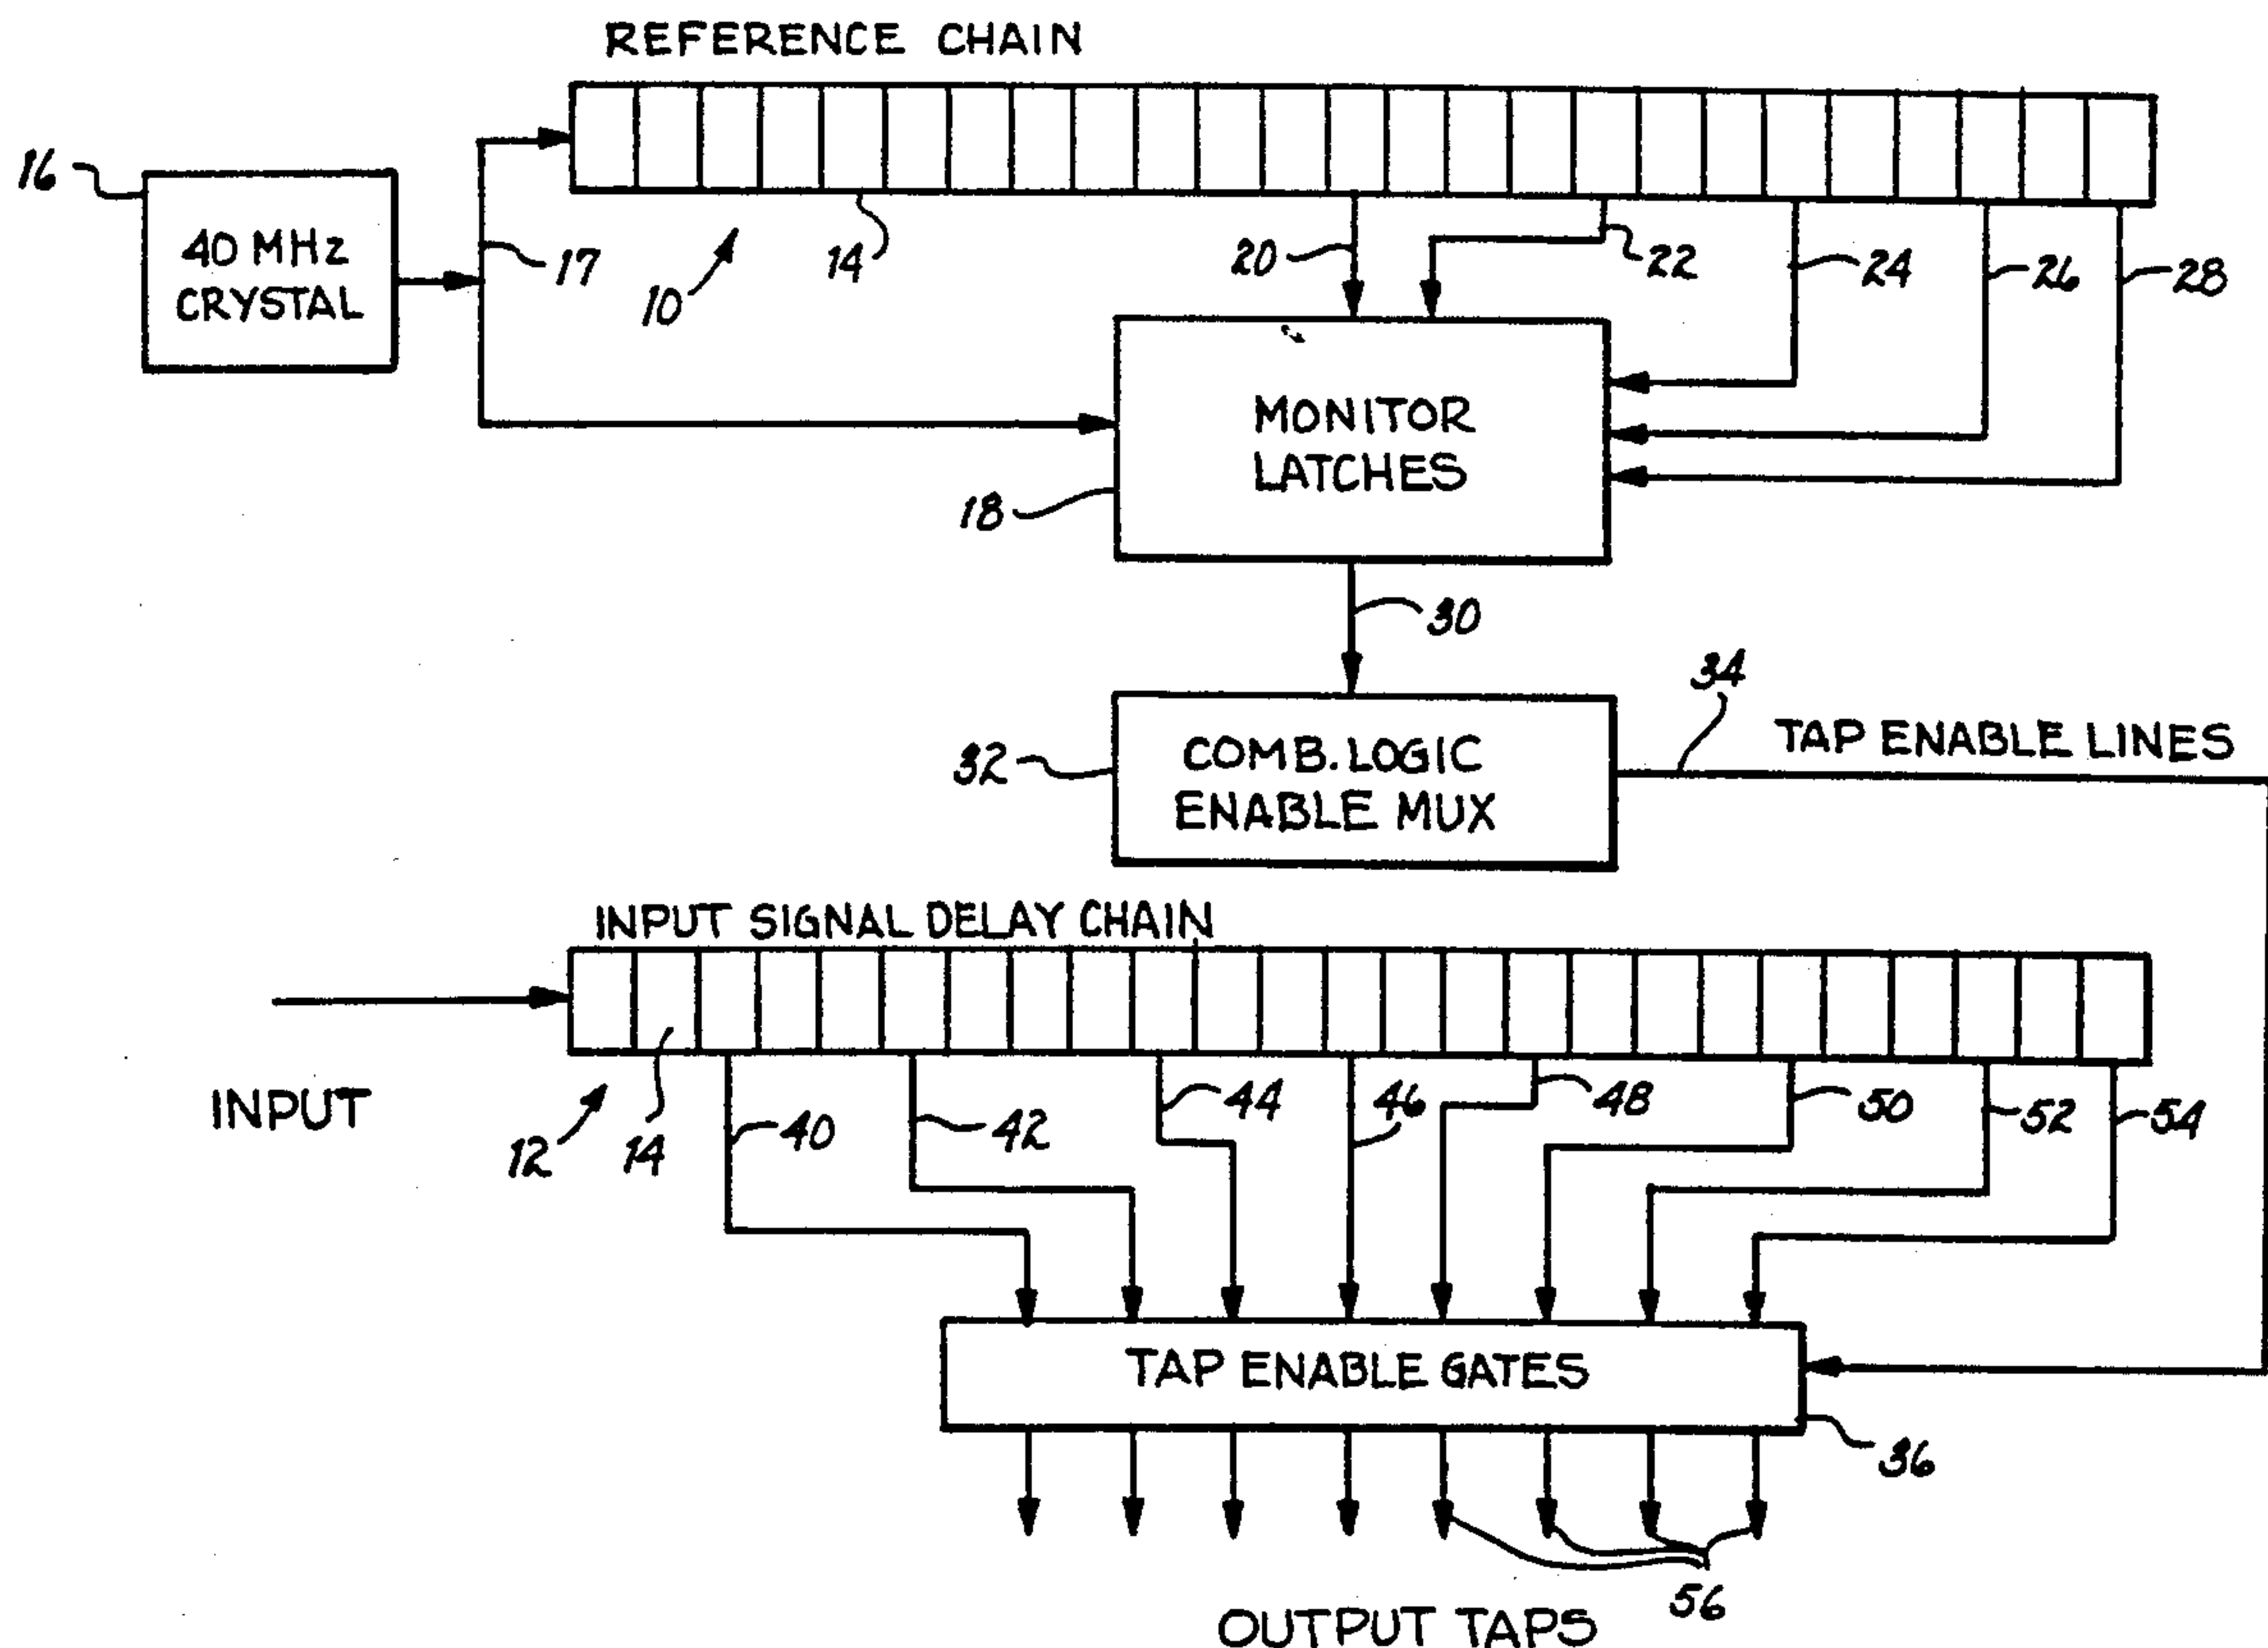 REFERENCE CHAIN
16
40 MHz
CRYSTAL
17
10
14
20
22
24
26
28
MONITOR
LATCHES
18
30
34
TAP ENABLE LINES
32
COMB. LOGIC
ENABLE MUX
INPUT SIGNAL DELAY CHAIN
INPUT
12
14
40
42
44
46
48
50
52
54
TAP ENABLE GATES
36
56
OUTPUT TAPS